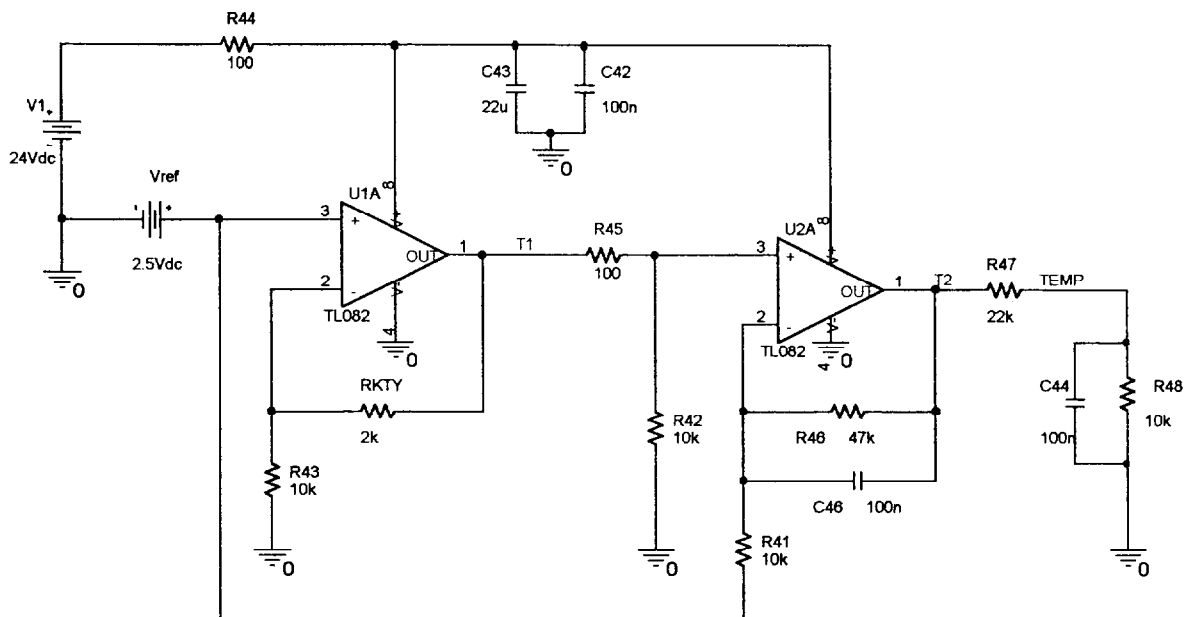 R44
100
C43
22u
C42
100n
0
V1
+
-
24Vdc
Vref
-
+
2.5Vdc
0
U1A
8
3
+
V+
OUT
1
2
-
V-
TL082
4
0
T1
R45
100
U2A
8
3
+
V+
OUT
1
2
-
V-
TL082
4
0
T2
R47
22k
TEMP
RKTY
2k
R43
10k
0
R42
10k
0
R46
47k
C46
100n
R41
10k
C44
100n
R48
10k
0